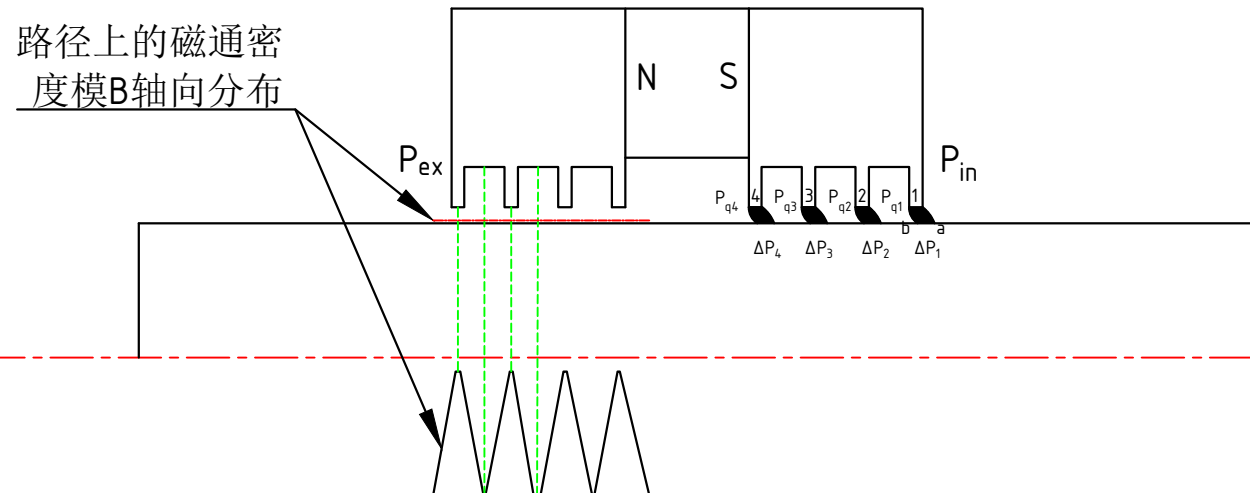 路径上的磁通密
度模B轴向分布
N S
Pex
Pin
Pq4 4 Pq3 3 Pq2 2 Pq1 1
b a
ΔP4 ΔP3 ΔP2 ΔP1